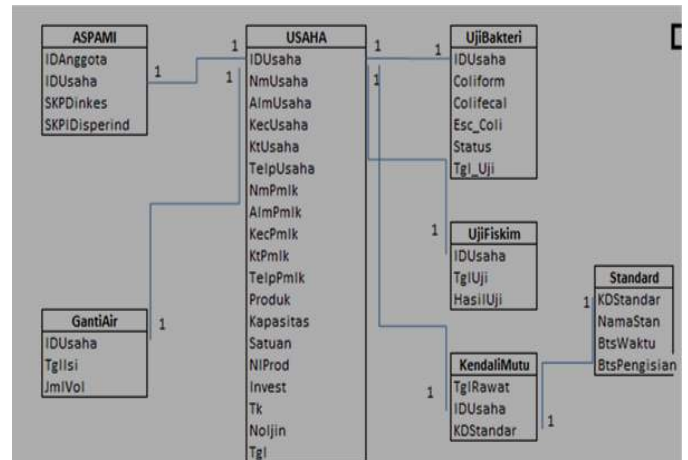 ASPAMI
IDAnggota
IDUsaha
SKPDinkes
SKPIDisperind
1
1
1
USAHA
IDUsaha
NmUsaha
AlmUsaha
KecUsaha
KtUsaha
TelpUsaha
NmPmlk
AlmPmlk
KecPmlk
KtPmlk
TelpPmlk
Produk
Kapasitas
Satuan
NIProd
Invest
Tk
NoIjin
Tgl
1
1
1
1
UjiBakteri
IDUsaha
Coliform
Colifecal
Esc_Coli
Status
Tgl_Uji
1
UjiFiskim
IDUsaha
TglUji
HasilUji
GantiAir
IDUsaha
TglIsi
JmlVol
1
1
KendaliMutu
TglRawat
IDUsaha
KDStandar
1
1
Standard
KDStandar
NamaStan
BtsWaktu
BtsPengisian